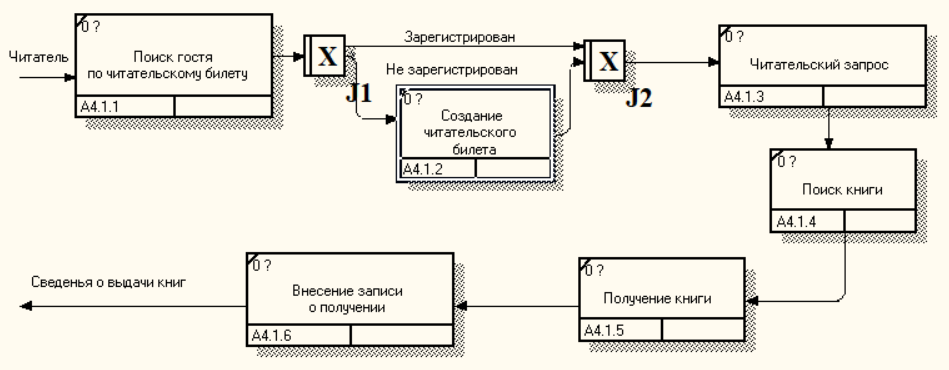 0 ?
Читатель
Поиск гостя
по читательскому билету
A4.1.1
X
J1
Зарегистрирован
Не зарегистрирован
0 ?
Создание
читательского
билета
A4.1.2
X
J2
0 ?
Читательский запрос
A4.1.3
0 ?
Поиск книги
A4.1.4
0 ?
Получение книги
A4.1.5
0 ?
Внесение записи
о получении
A4.1.6
Сведенья о выдачи книг